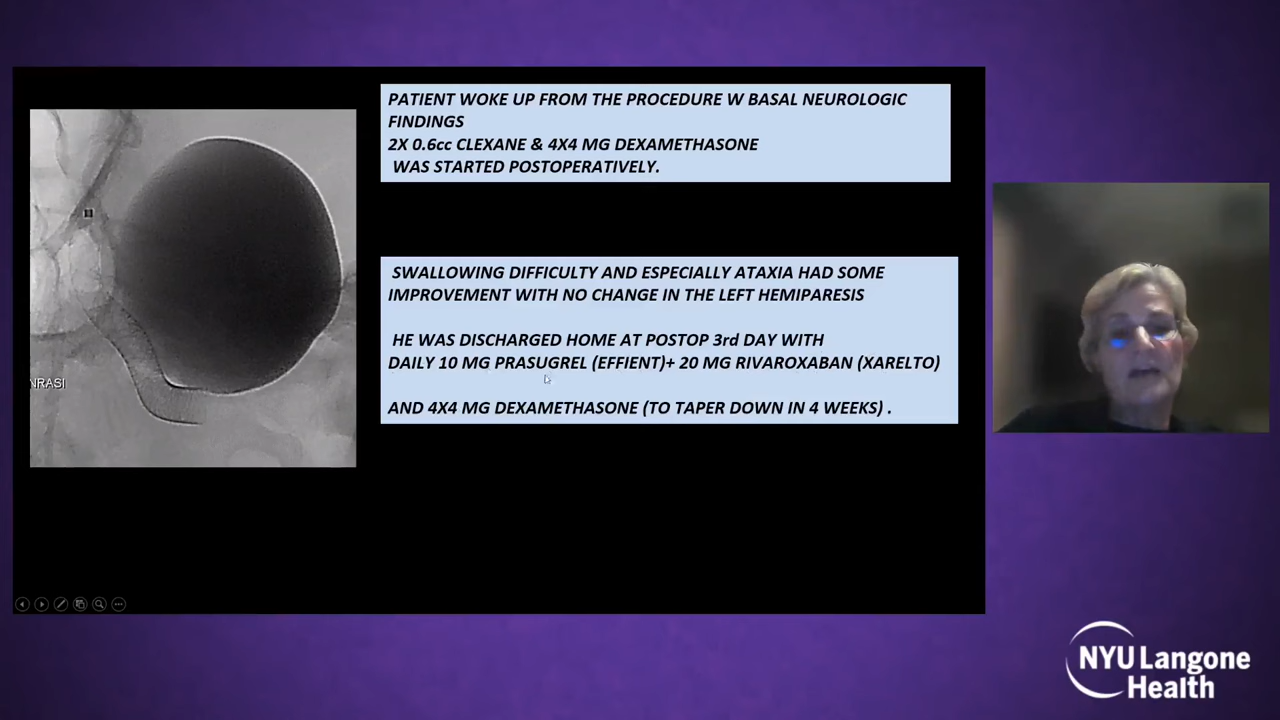 PATIENT WOKE UP FROM THE PROCEDURE W BASAL NEUROLOGIC
FINDINGS
2X 0.6cc CLEXANE & 4X4 MG DEXAMETHASONE
WAS STARTED POSTOPERATIVELY.
SWALLOWING DIFFICULTY AND ESPECIALLY ATAXIA HAD SOME
IMPROVEMENT WITH NO CHANGE IN THE LEFT HEMIPARESIS
HE WAS DISCHARGED HOME AT POSTOP 3rd DAY WITH
DAILY 10 MG PRASUGREL (EFFIENT)+ 20 MG RIVAROXABAN (XARELTO)
AND 4X4 MG DEXAMETHASONE (TO TAPER DOWN IN 4 WEEKS) .
NRASI
NYU Langone
Health